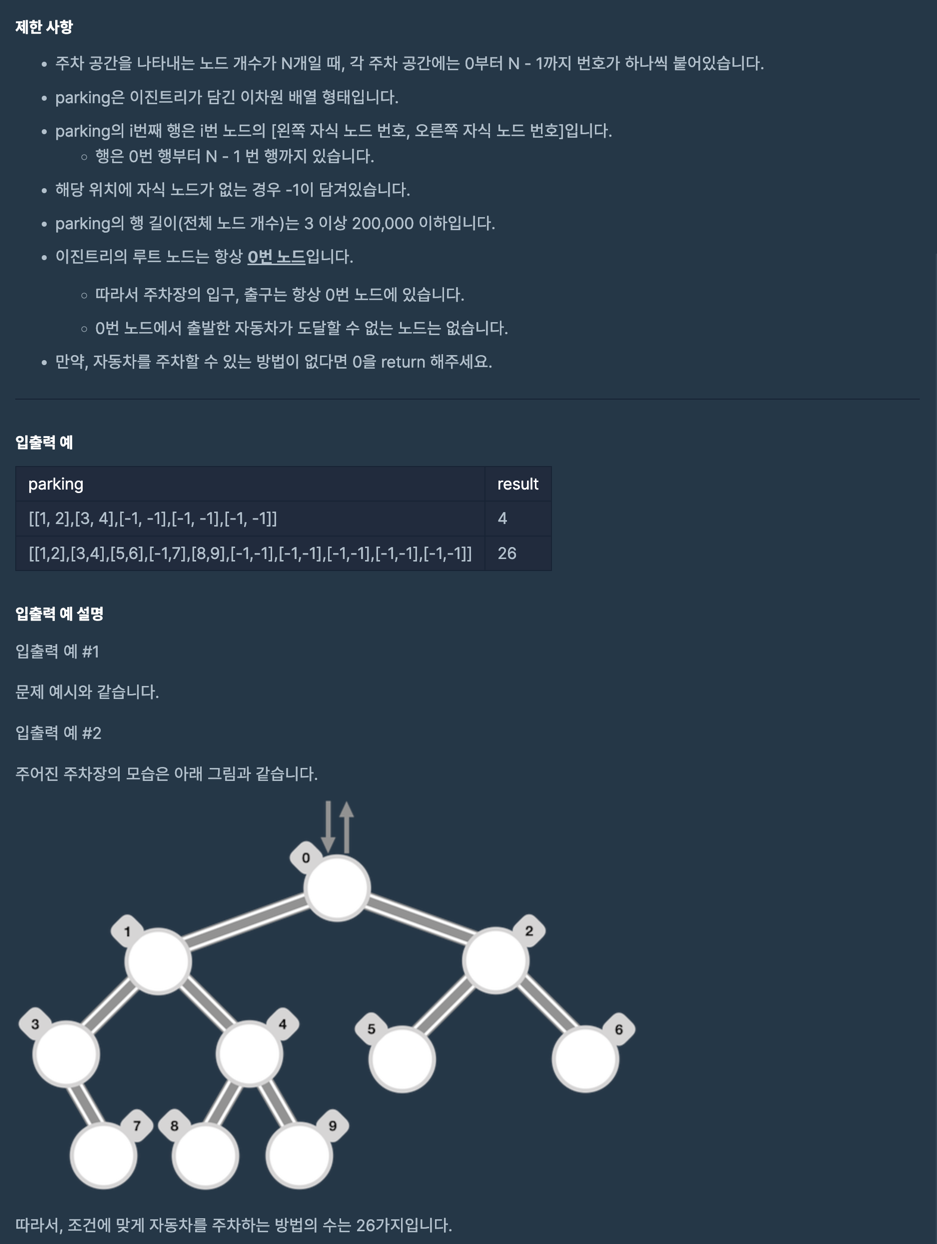 제한 사항
주차 공간을 나타내는 노드 개수가 N개일 때, 각 주차 공간에는 0부터 N - 1까지 번호가 하나씩 붙어있습니다.
parking은 이진트리가 담긴 이차원 배열 형태입니다.
parking의 i번째 행은 i번 노드의 [왼쪽 자식 노드 번호, 오른쪽 자식 노드 번호]입니다.
행은 0번 행부터 N - 1 번 행까지 있습니다.
해당 위치에 자식 노드가 없는 경우 -1이 담겨있습니다.
parking의 행 길이(전체 노드 개수)는 3 이상 200,000 이하입니다.
이진트리의 루트 노드는 항상 0번 노드입니다.
따라서 주차장의 입구, 출구는 항상 0번 노드에 있습니다.
0번 노드에서 출발한 자동차가 도달할 수 없는 노드는 없습니다.
만약, 자동차를 주차할 수 있는 방법이 없다면 0을 return 해주세요.
입출력 예
parking result
[[1, 2],[3, 4],[-1, -1],[-1, -1],[-1, -1]] 4
[[1,2],[3,4],[5,6],[-1,7],[8,9],[-1,-1],[-1,-1],[-1,-1],[-1,-1],[-1,-1]] 26
입출력 예 설명
입출력 예 #1
문제 예시와 같습니다.
입출력 예 #2
주어진 주차장의 모습은 아래 그림과 같습니다.
0
1 2
3 4 5 6
7 8 9
따라서, 조건에 맞게 자동차를 주차하는 방법의 수는 26가지입니다.